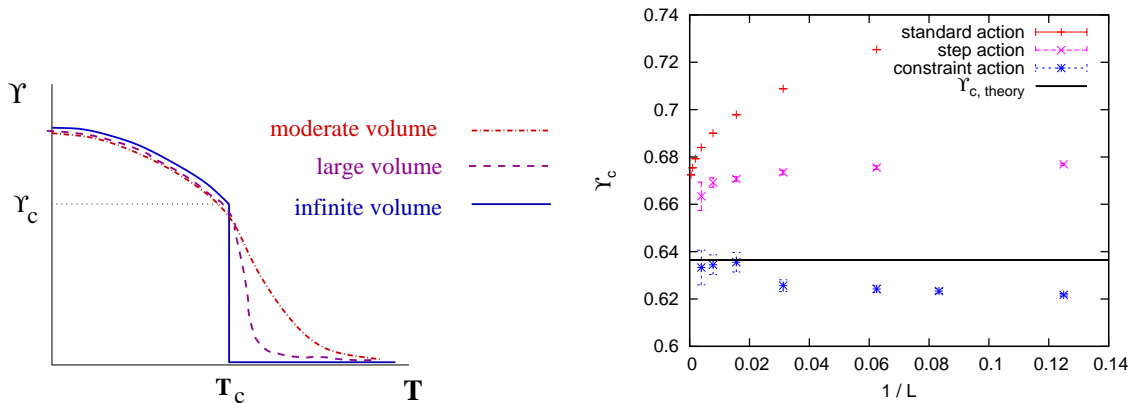 ϒ
moderate volume
large volume
ϒc
infinite volume
Tc
T
0.74
0.72
0.7
0.68
0.66
0.64
0.62
0.6
ϒc
standard action
step action
constraint action
ϒc, theory
0
0.02
0.04
0.06
0.08
0.1
0.12
0.14
1 / L